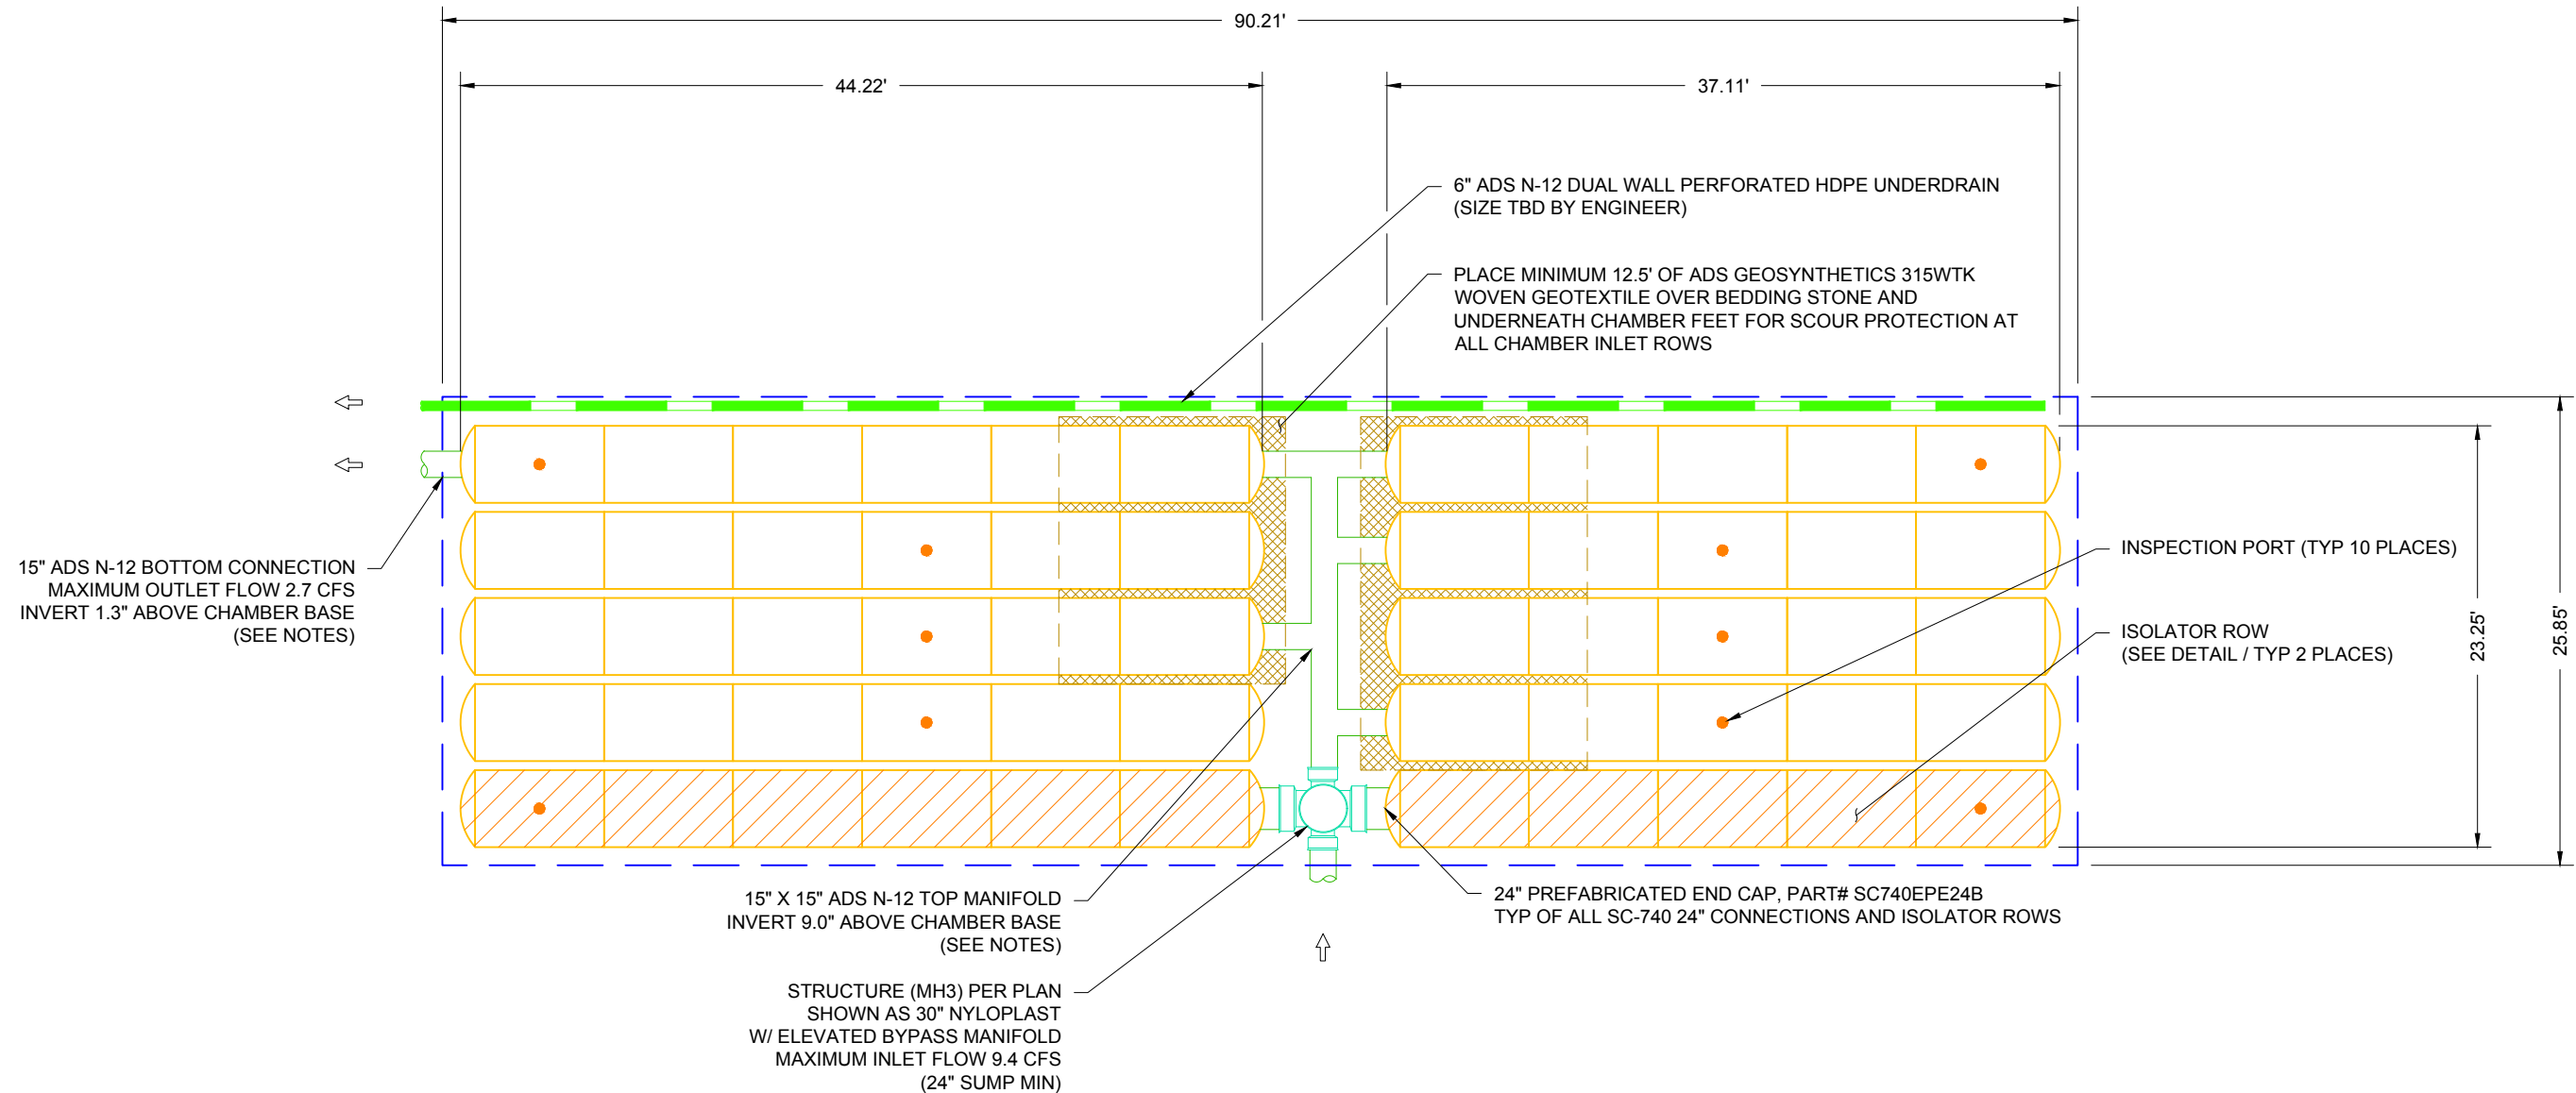 90.21'
44.22'
37.11'
6" ADS N-12 DUAL WALL PERFORATED HDPE UNDERDRAIN
(SIZE TBD BY ENGINEER)
PLACE MINIMUM 12.5' OF ADS GEOSYNTHETICS 315WTK
WOVEN GEOTEXTILE OVER BEDDING STONE AND
UNDERNEATH CHAMBER FEET FOR SCOUR PROTECTION AT
ALL CHAMBER INLET ROWS
15" ADS N-12 BOTTOM CONNECTION
MAXIMUM OUTLET FLOW 2.7 CFS
INVERT 1.3" ABOVE CHAMBER BASE
(SEE NOTES)
INSPECTION PORT (TYP 10 PLACES)
ISOLATOR ROW
(SEE DETAIL / TYP 2 PLACES)
23.25'
25.85'
15" X 15" ADS N-12 TOP MANIFOLD
INVERT 9.0" ABOVE CHAMBER BASE
(SEE NOTES)
24" PREFABRICATED END CAP, PART# SC740EPE24B
TYP OF ALL SC-740 24" CONNECTIONS AND ISOLATOR ROWS
STRUCTURE (MH3) PER PLAN
SHOWN AS 30" NYLOPLAST
W/ ELEVATED BYPASS MANIFOLD
MAXIMUM INLET FLOW 9.4 CFS
(24" SUMP MIN)